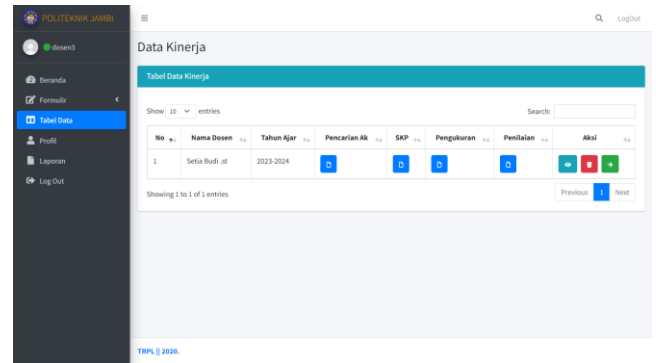 POLITEKNIK JAMBI
LogOut
dosen3
Data Kinerja
Beranda
Formulir
Tabel Data
Profil
Laporan
Log Out
Tabel Data Kinerja
Show 10 entries
Search:
No Nama Dosen Tahun Ajar Pencarian Ak SKP Pengukuran Penilaian Aksi
1 Setia Budi .st 2023-2024
Showing 1 to 1 of 1 entries
Previous 1 Next
TRPL || 2020.